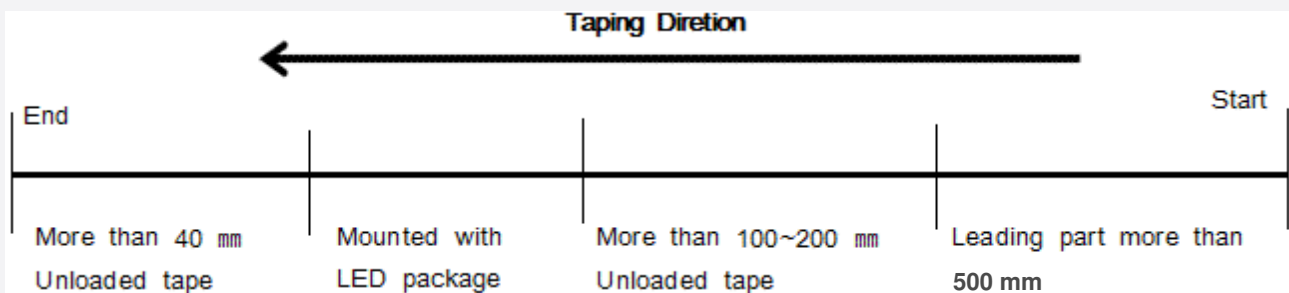 Taping Diretion
End
Start
More than 40 mm
Unloaded tape
Mounted with
LED package
More than 100~200 mm
Unloaded tape
Leading part more than
500 mm